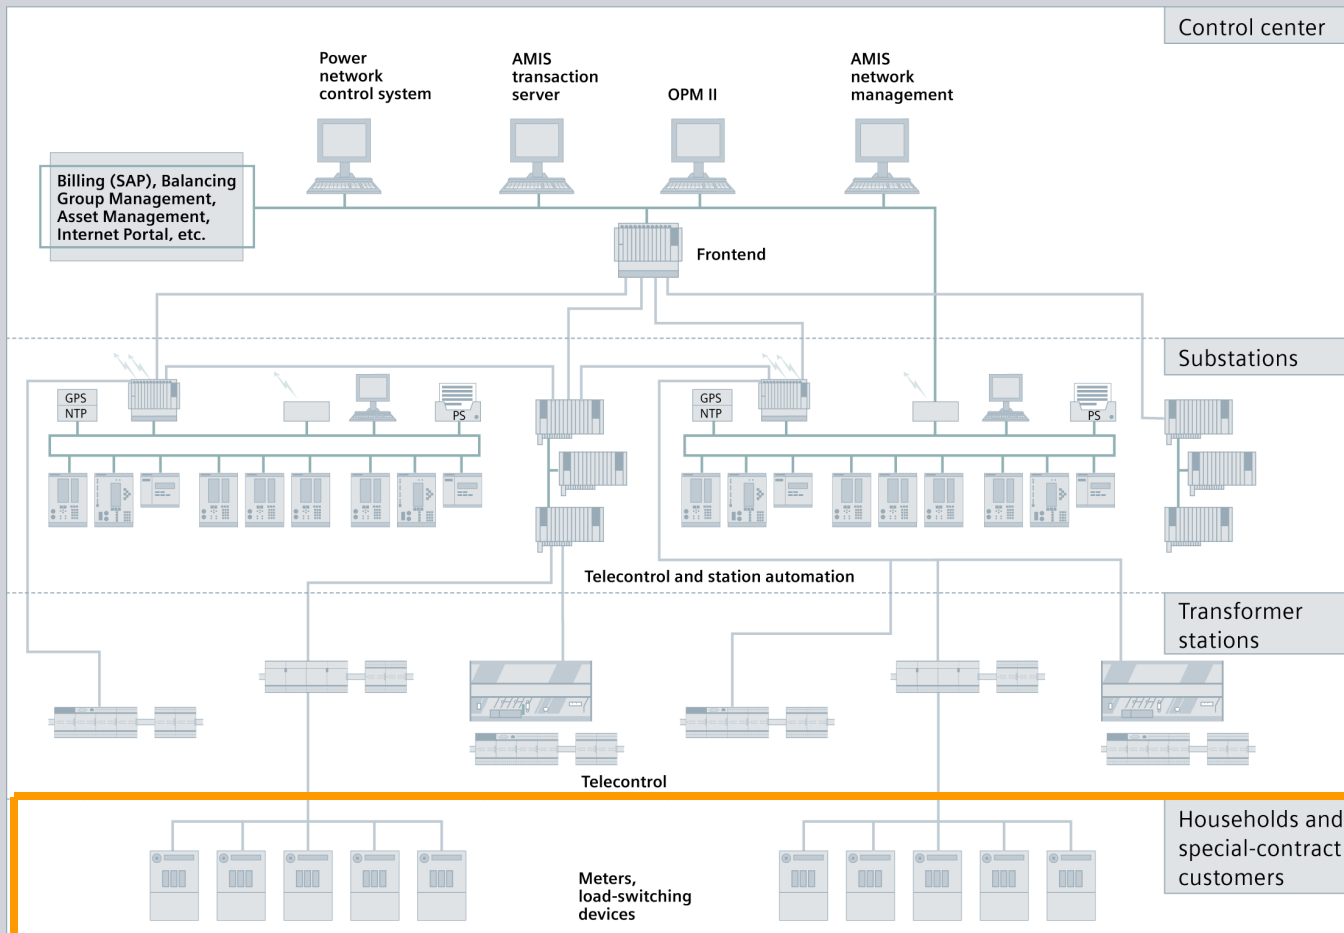 Control center
Power
network
control system
AMIS
transaction
server
OPM II
AMIS
network
management
Billing (SAP), Balancing
Group Management,
Asset Management,
Internet Portal, etc.
Frontend
Substations
GPS
NTP
PS
GPS
NTP
PS
Telecontrol and station automation
Transformer
stations
Telecontrol
Households and
special-contract
customers
Meters,
load-switching
devices